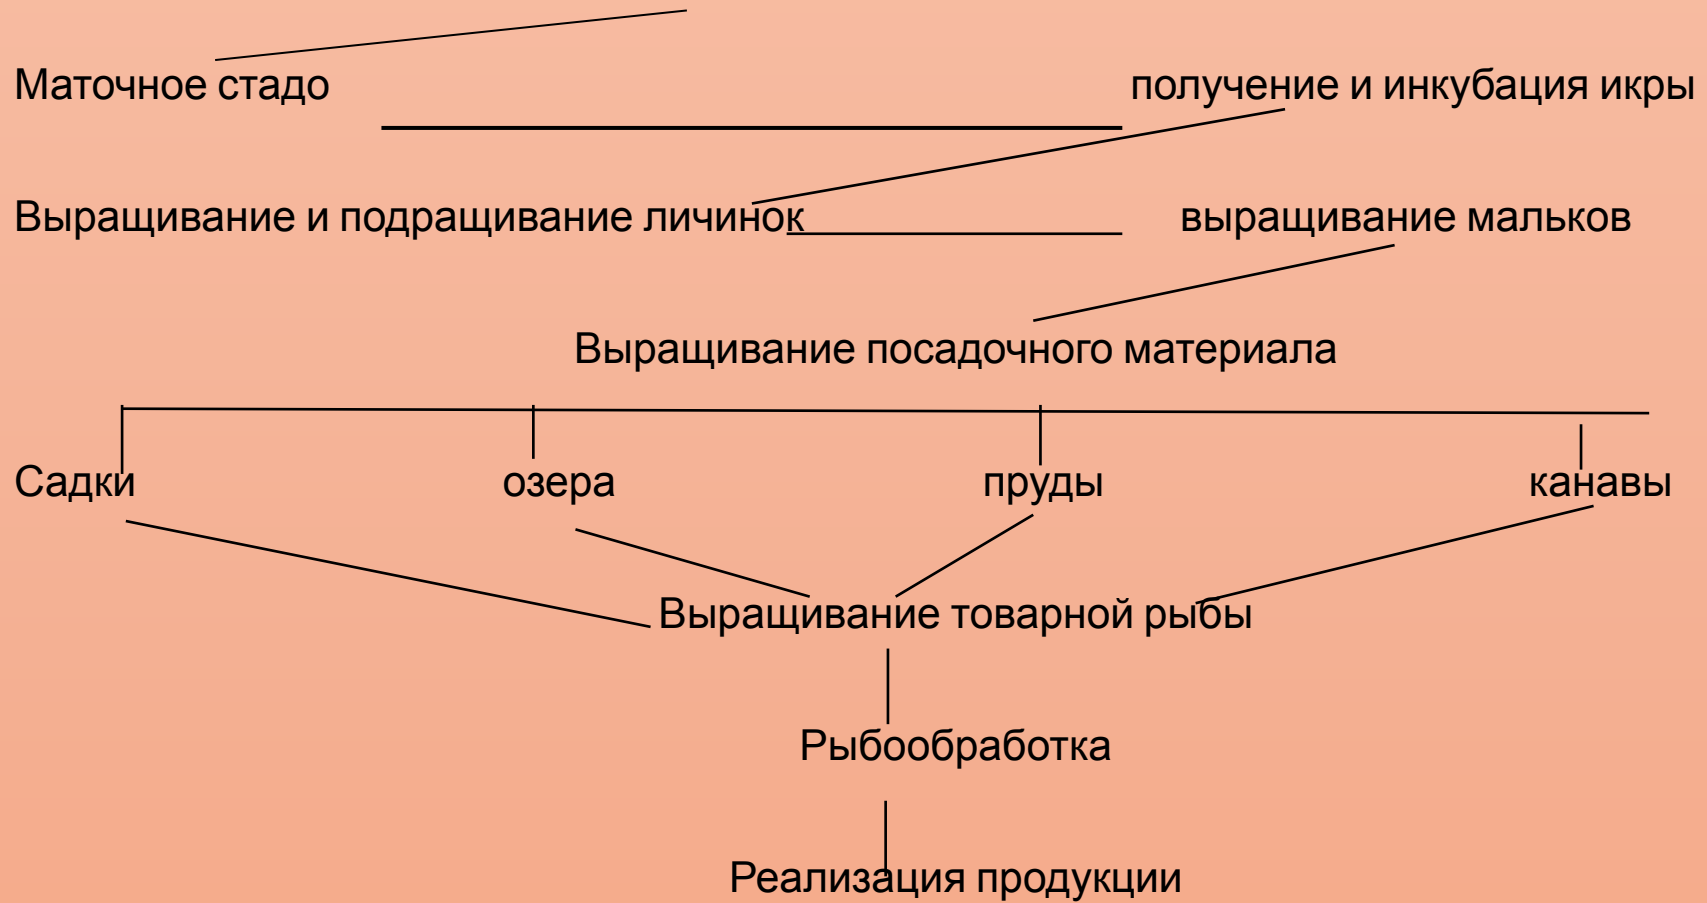 Маточное стадо получение и инкубация икры
Выращивание и подращивание личинок выращивание мальков
Выращивание посадочного материала
Садки озера пруды канавы
Выращивание товарной рыбы
Рыбообработка
Реализация продукции